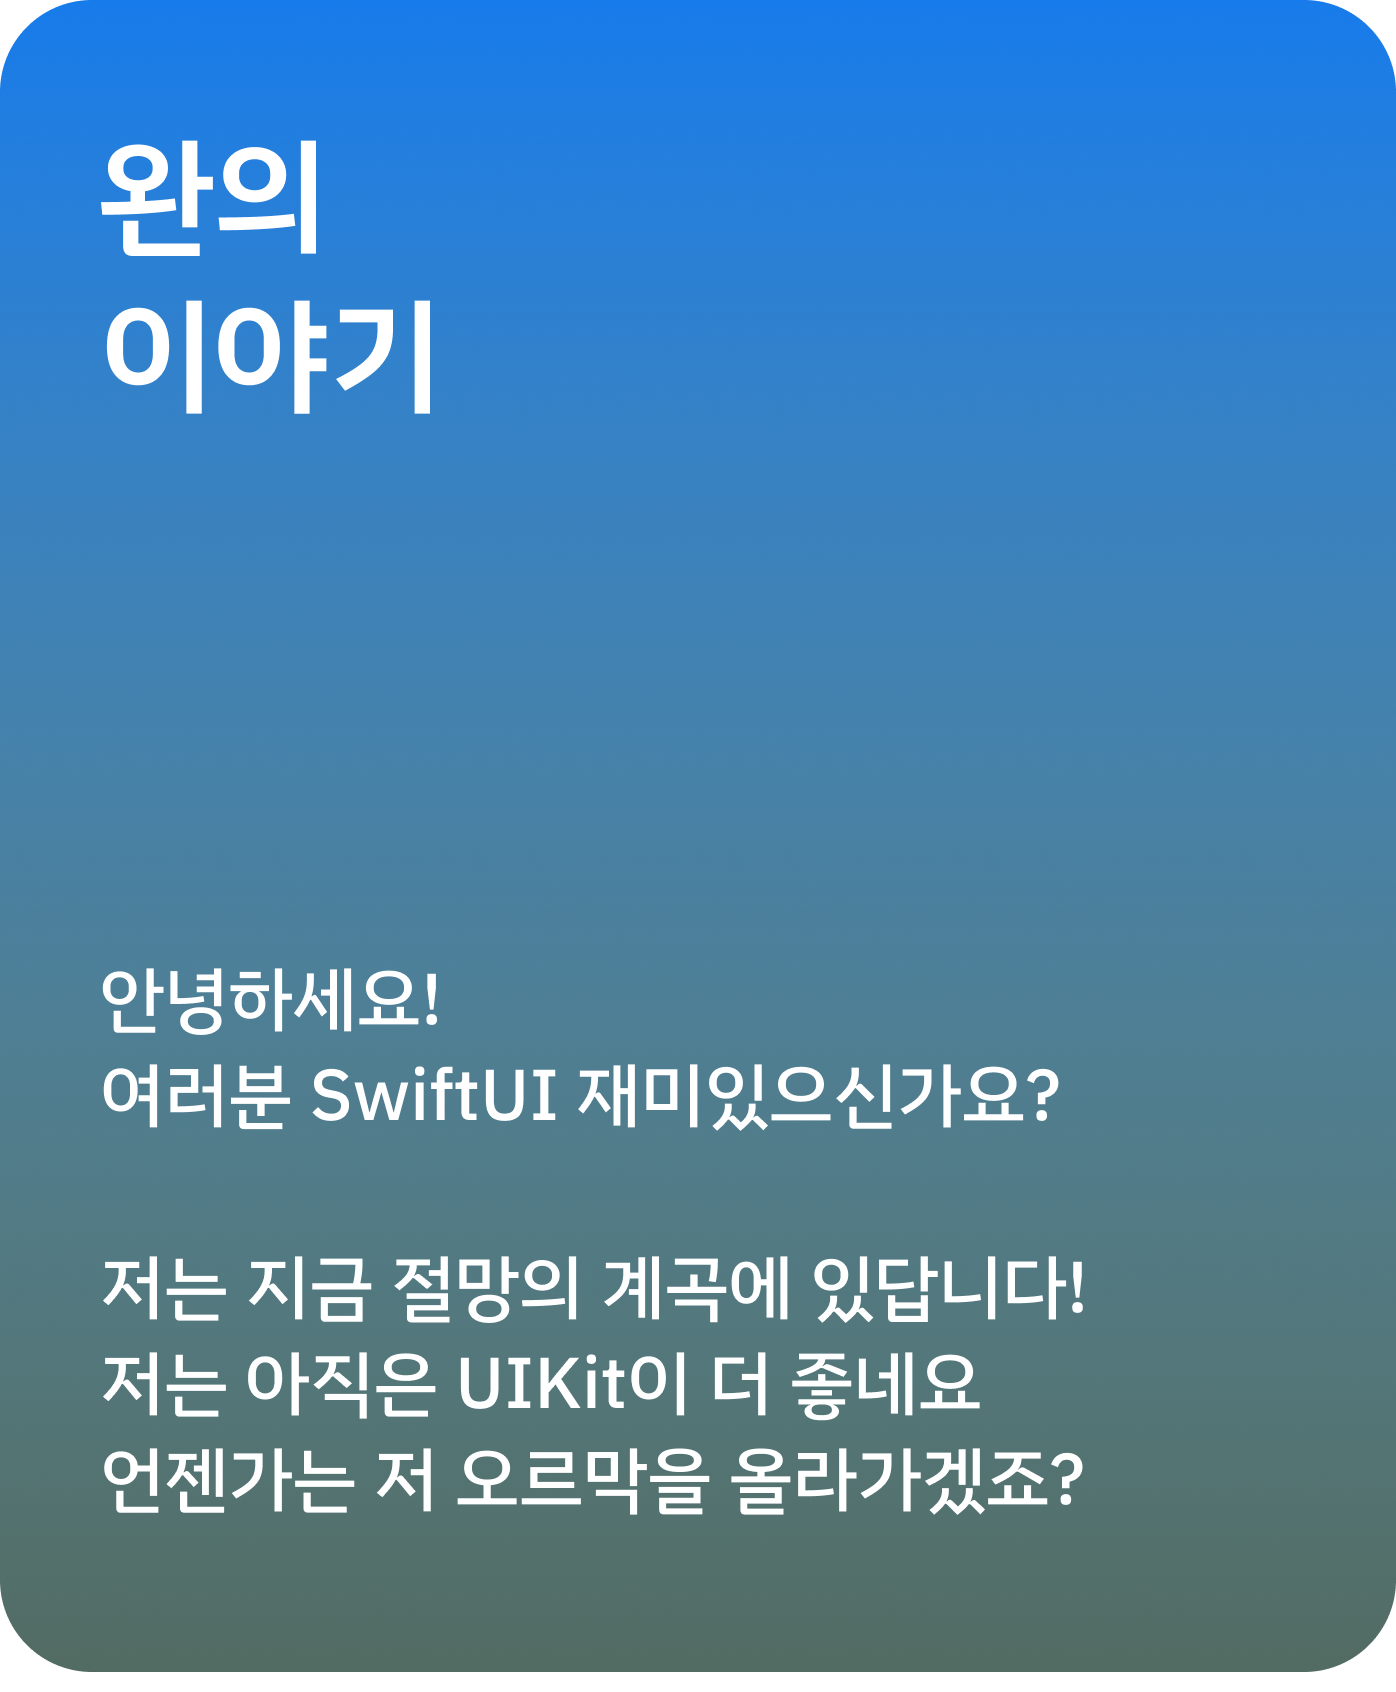 완의
이야기
안녕하세요!
여러분 SwiftUI 재미있으신가요?
저는 지금 절망의 계곡에 있답니다!
저는 아직은 UIKit이 더 좋네요
언젠가는 저 오르막을 올라가겠죠?